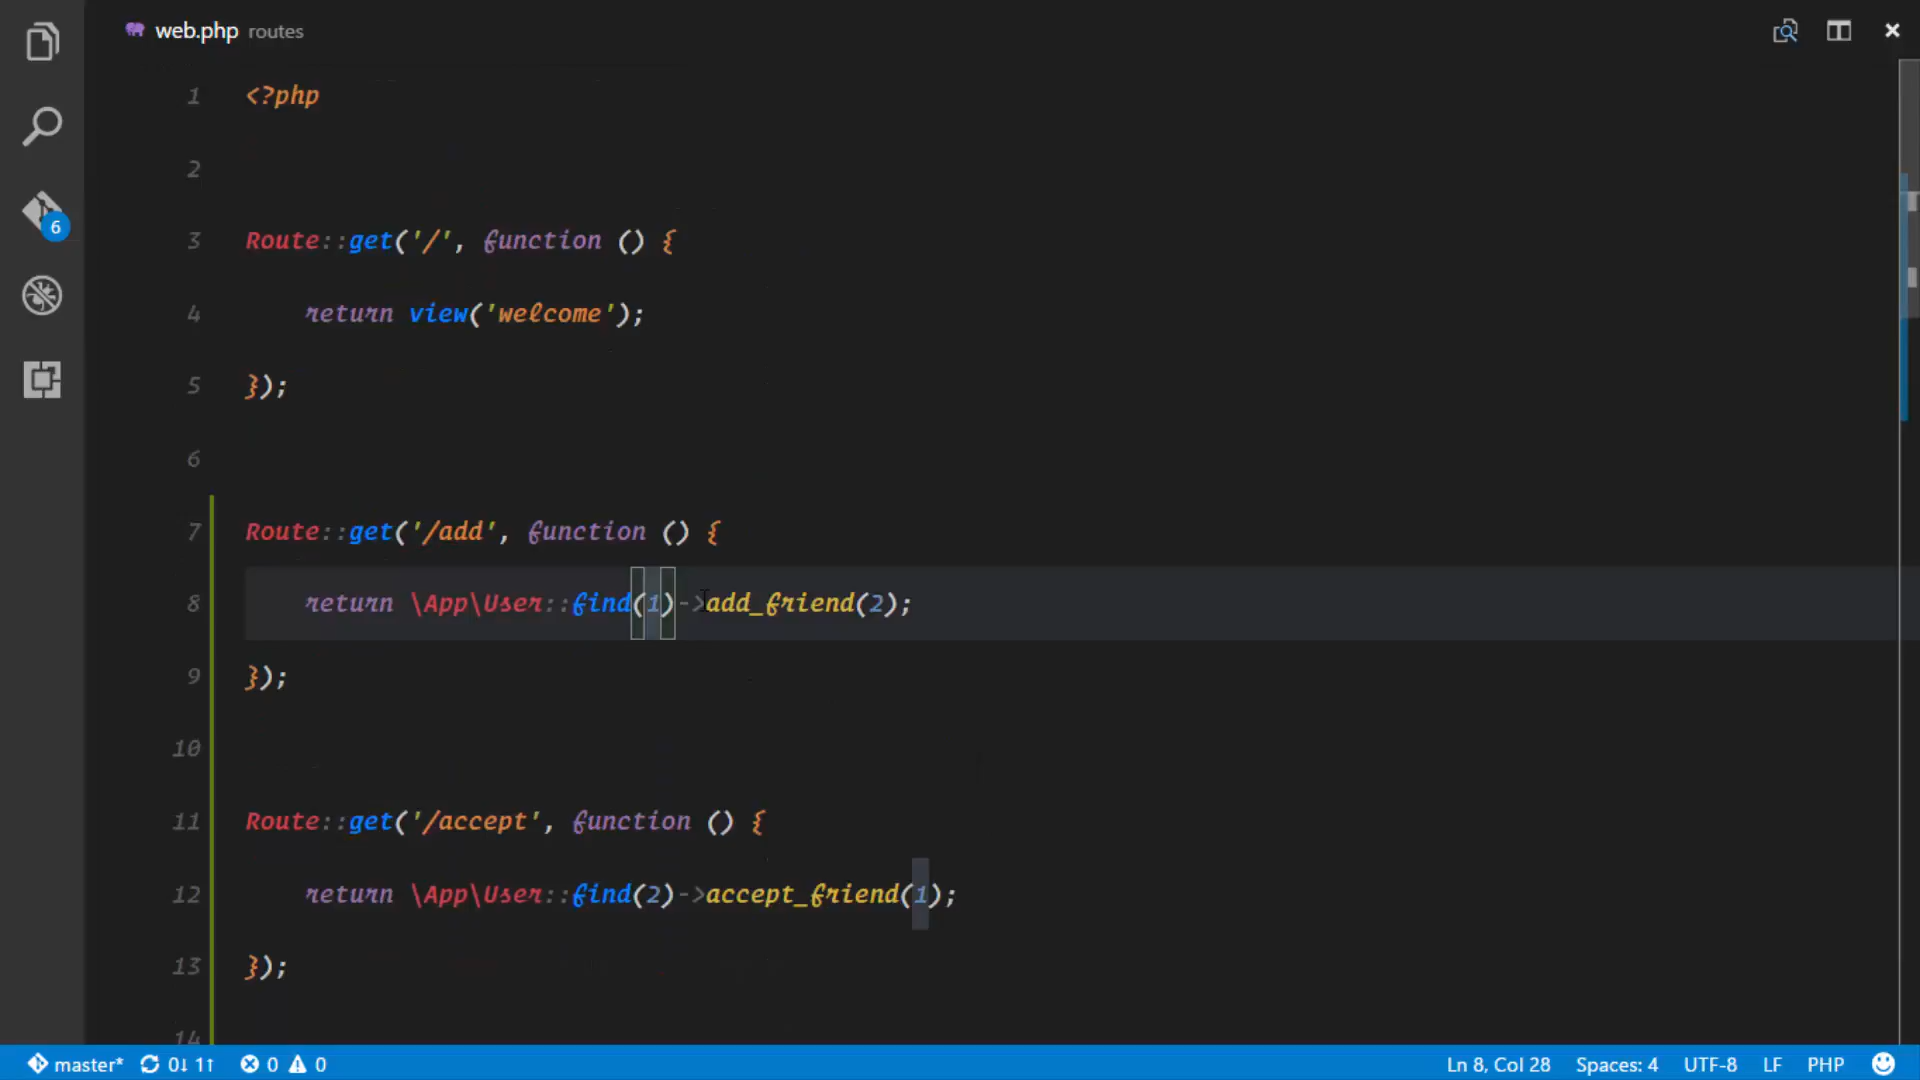 web.php routes
1 <?php
2
3 Route::get('/', function () {
4 return view('welcome');
5 });
6
7 Route::get('/add', function () {
8 return \App\User::find(1)->add_friend(2);
9 });
10
11 Route::get('/accept', function () {
12 return \App\User::find(2)->accept_friend(1);
13 });
14
6
master* 0↓ 1↑ 0 0 Ln 8, Col 28 Spaces: 4 UTF-8 LF PHP